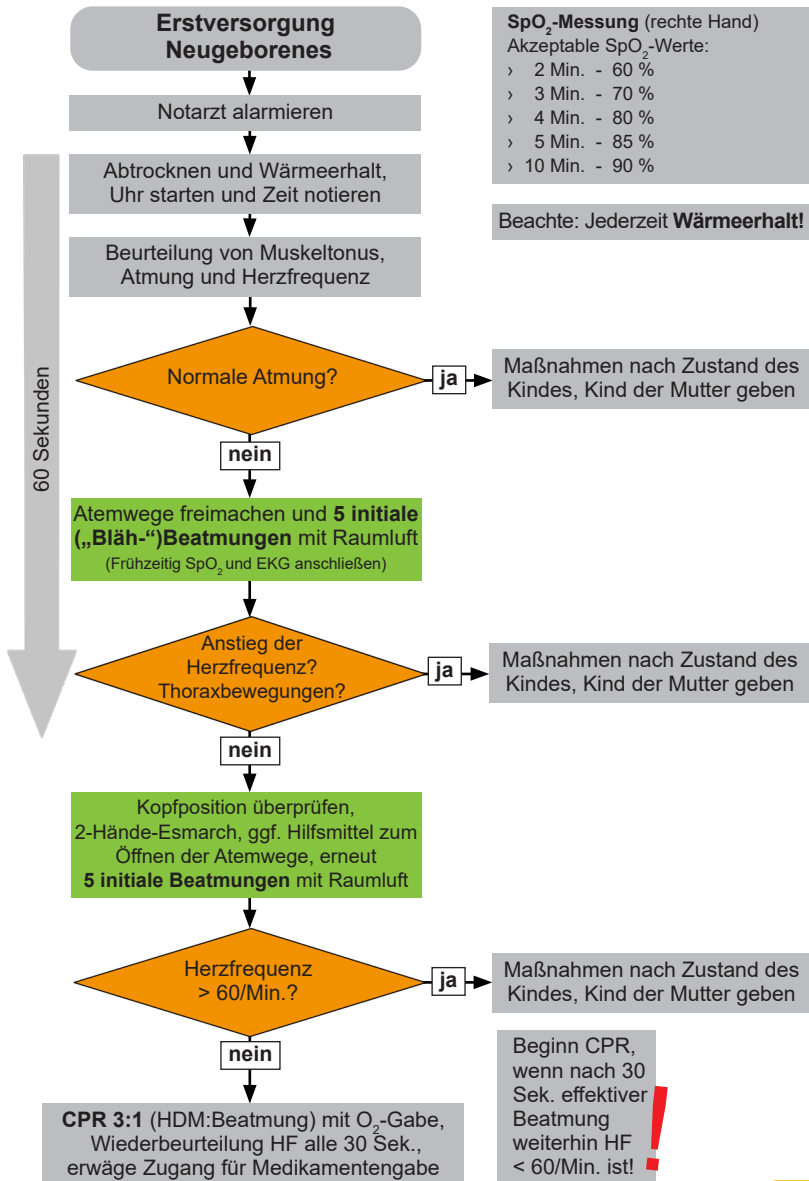 Erstversorgung
Neugeborenes
SpO2-Messung (rechte Hand)
Akzeptable SpO2-Werte:
› 2 Min. - 60 %
› 3 Min. - 70 %
› 4 Min. - 80 %
› 5 Min. - 85 %
› 10 Min. - 90 %
Notarzt alarmieren
Abtrocknen und Wärmeerhalt,
Uhr starten und Zeit notieren
Beachte: Jederzeit Wärmeerhalt!
Beurteilung von Muskeltonus,
Atmung und Herzfrequenz
60 Sekunden
Normale Atmung?
ja
Maßnahmen nach Zustand des
Kindes, Kind der Mutter geben
nein
Atemwege freimachen und 5 initiale
(„Bläh-“)Beatmungen mit Raumluft
(Frühzeitig SpO2 und EKG anschließen)
Anstieg der
Herzfrequenz?
Thoraxbewegungen?
ja
Maßnahmen nach Zustand des
Kindes, Kind der Mutter geben
nein
Kopfposition überprüfen,
2-Hände-Esmarch, ggf. Hilfsmittel zum
Öffnen der Atemwege, erneut
5 initiale Beatmungen mit Raumluft
Herzfrequenz
> 60/Min.?
ja
Maßnahmen nach Zustand des
Kindes, Kind der Mutter geben
nein
CPR 3:1 (HDM:Beatmung) mit O2-Gabe,
Wiederbeurteilung HF alle 30 Sek.,
erwäge Zugang für Medikamentengabe
Beginn CPR,
wenn nach 30
Sek. effektiver
Beatmung
weiterhin HF
< 60/Min. ist!
!